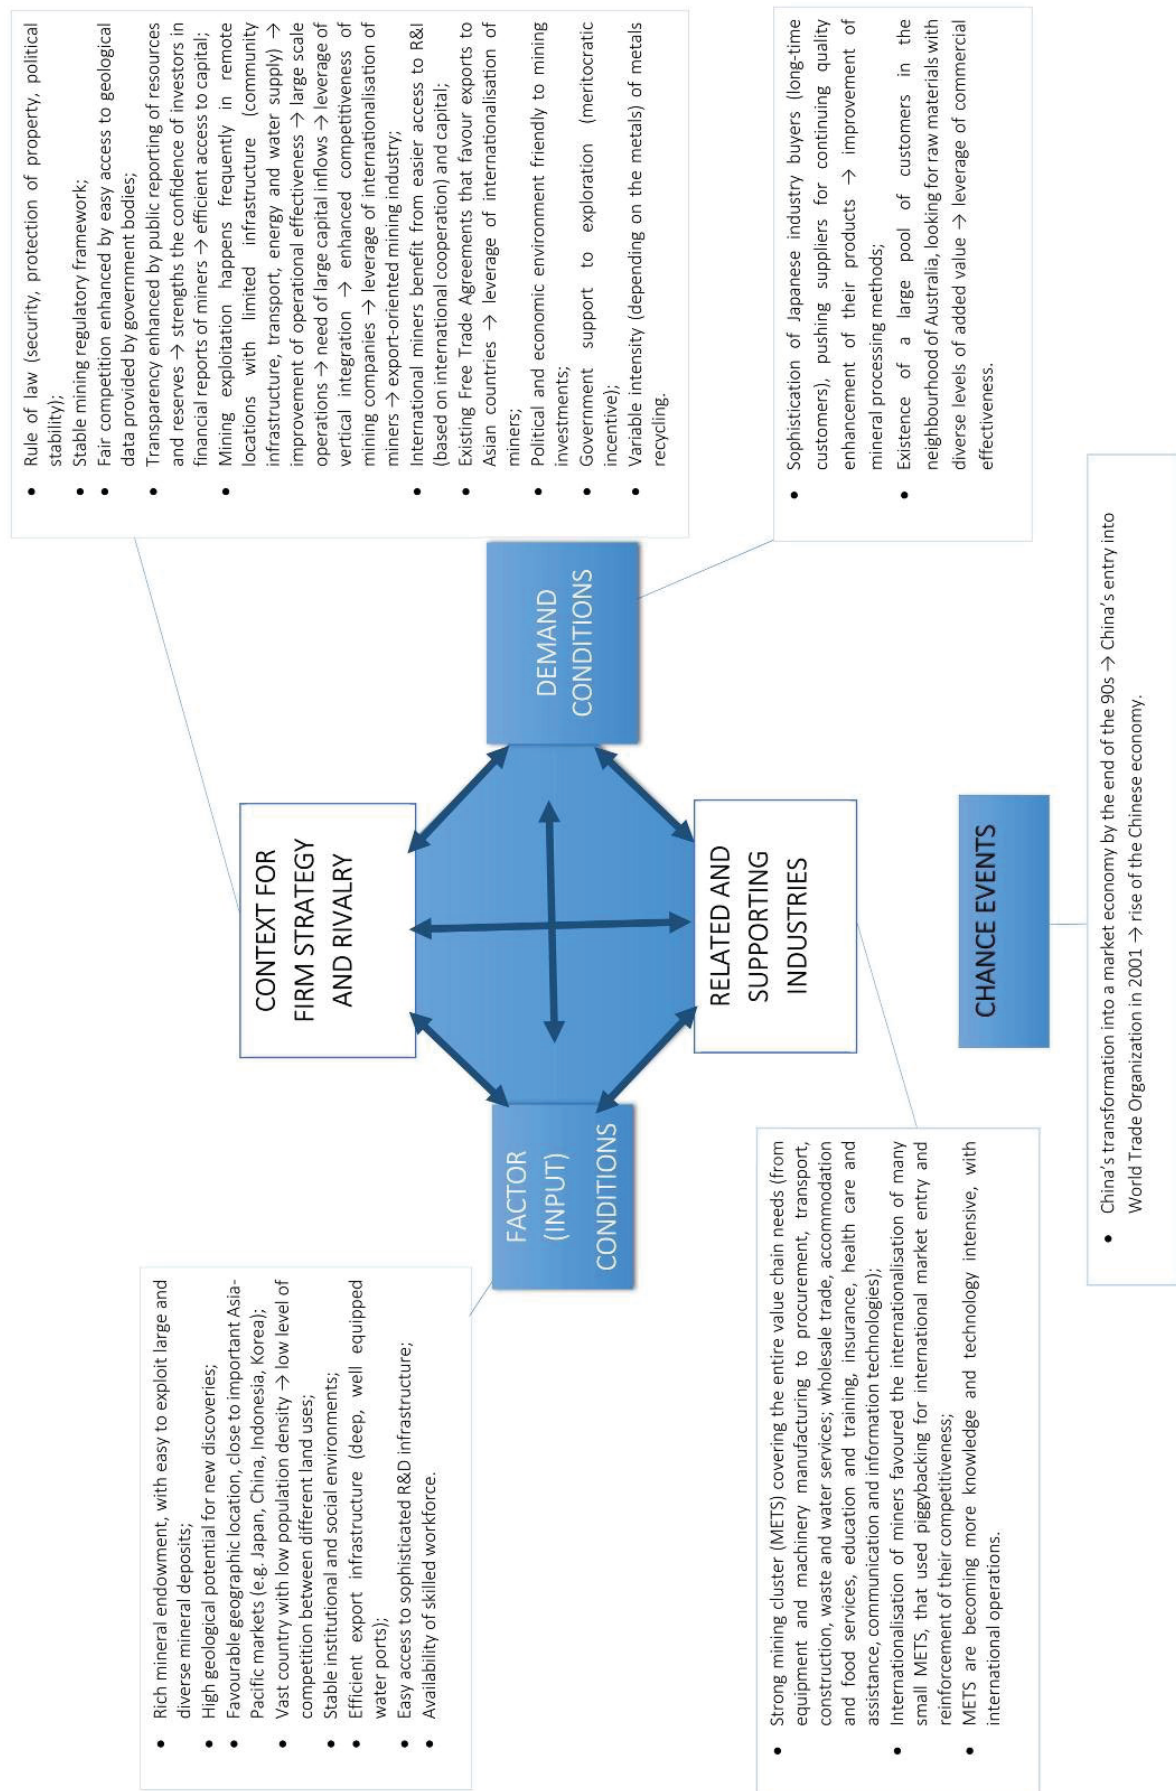 Rule of law (security, protection of property, political
stability);
Stable mining regulatory framework;
Fair competition enhanced by easy access to geological
data provided by government bodies;
Transparency enhanced by public reporting of resources
and reserves → strengths the confidence of investors in
financial reports of miners → efficient access to capital;
Mining exploitation happens frequently in remote
locations with limited infrastructure (community
infrastructure, transport, energy and water supply) →
improvement of operational effectiveness → large scale
operations → need of large capital inflows → leverage of
vertical integration → enhanced competitiveness of
mining companies → leverage of internationalisation of
miners → export-oriented mining industry;
International miners benefit from easier access to R&I
(based on international cooperation) and capital;
Existing Free Trade Agreements that favour exports to
Asian countries → leverage of internationalisation of
miners;
Political and economic environment friendly to mining
investments;
Government support to exploration (meritocratic
incentive);
Variable intensity (depending on the metals) of metals
recycling.
CONTEXT FOR
FIRM STRATEGY
AND RIVALRY
Rich mineral endowment, with easy to exploit large and
diverse mineral deposits;
High geological potential for new discoveries;
Favourable geographic location, close to important Asia-
Pacific markets (e.g. Japan, China, Indonesia, Korea);
Vast country with low population density → low level of
competition between different land uses;
Stable institutional and social environments;
Efficient export infrastructure (deep, well equipped
water ports);
Easy access to sophisticated R&D infrastructure;
Availability of skilled workforce.
FACTOR
(INPUT)
CONDITIONS
DEMAND
CONDITIONS
RELATED AND
SUPPORTING
INDUSTRIES
Strong mining cluster (METS) covering the entire value chain needs (from
equipment and machinery manufacturing to procurement, transport,
construction, waste and water services; wholesale trade, accommodation
and food services, education and training, insurance, health care and
assistance, communication and information technologies);
Internationalisation of miners favoured the internationalisation of many
small METS, that used piggybacking for international market entry and
reinforcement of their competitiveness;
METS are becoming more knowledge and technology intensive, with
international operations.
Sophistication of Japanese industry buyers (long-time
customers), pushing suppliers for continuing quality
enhancement of their products → improvement of
mineral processing methods;
Existence of a large pool of customers in the
neighbourhood of Australia, looking for raw materials with
diverse levels of added value → leverage of commercial
effectiveness.
CHANCE EVENTS
China's transformation into a market economy by the end of the 90s → China's entry into
World Trade Organization in 2001 → rise of the Chinese economy.